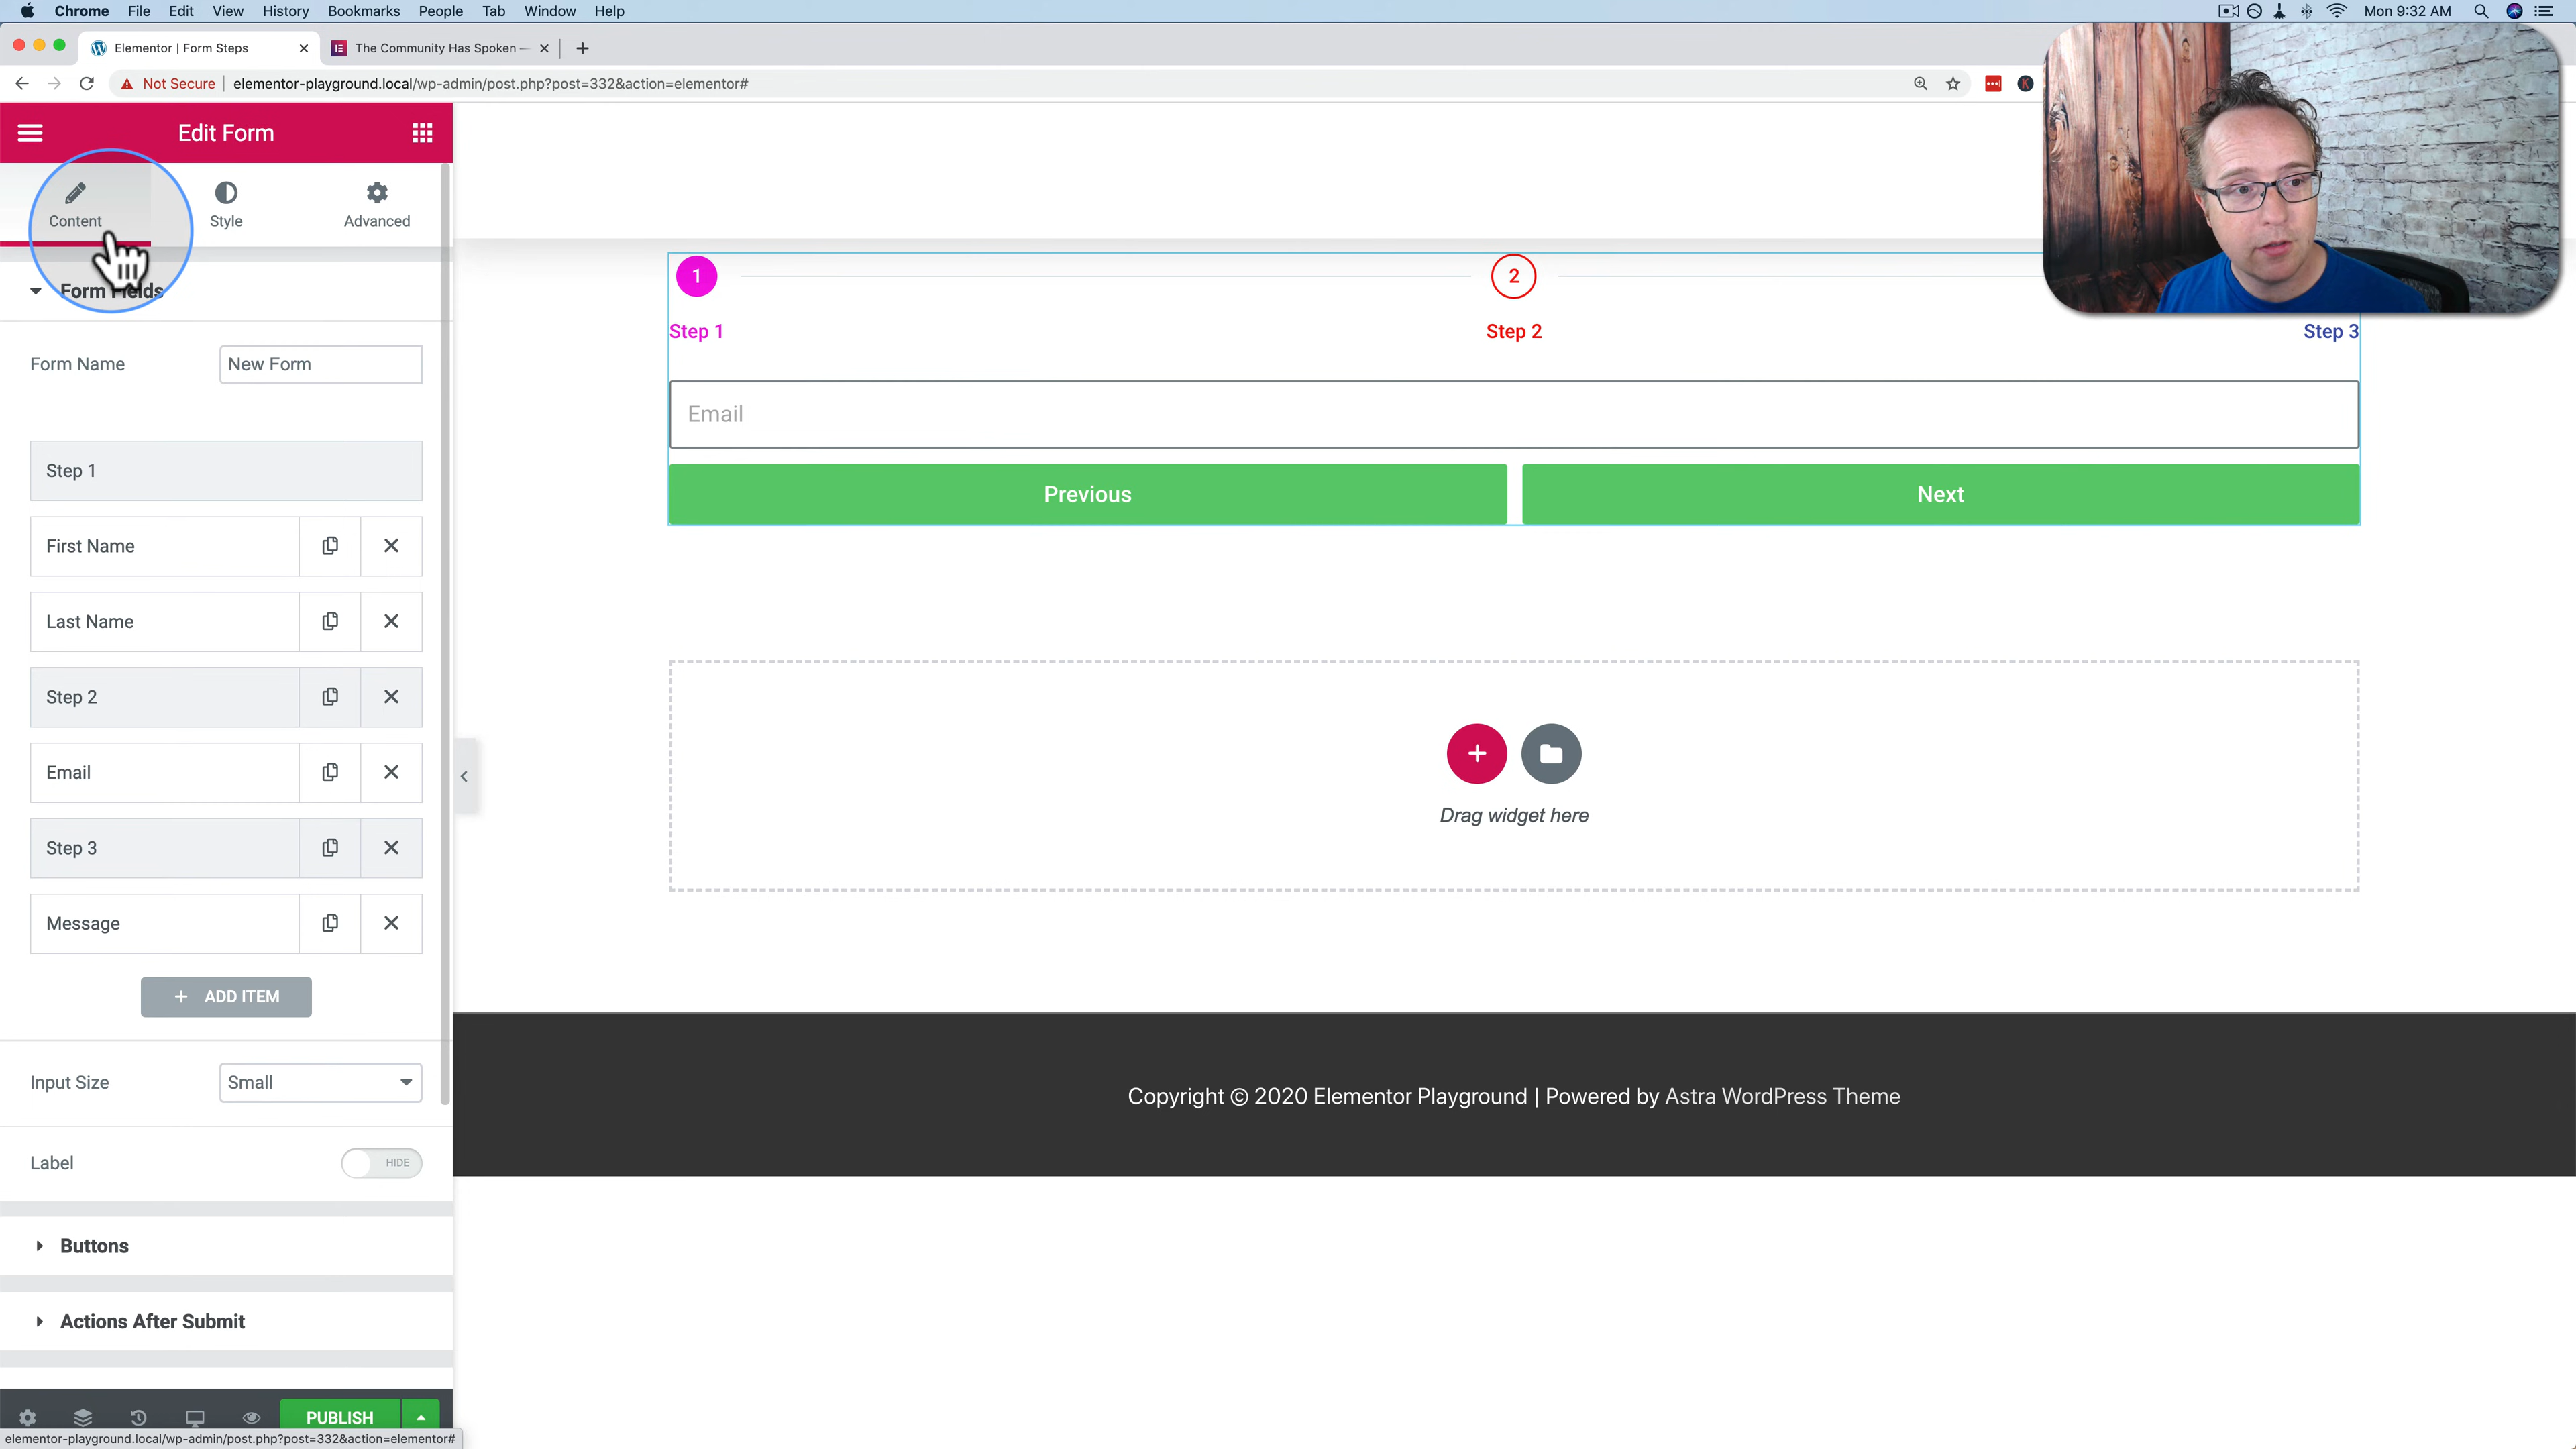 Chrome File Edit View History Bookmarks People Tab Window Help Mon 9:32 AM
Elementor | Form Steps The Community Has Spoken —
Not Secure elementor-playground.local/wp-admin/post.php?post=332&action=elementor#
Edit Form
Content Style Advanced
Form Fields
Form Name New Form
Step 1
First Name
Last Name
Step 2
Email
Step 3
Message
+ ADD ITEM
Input Size Small
Label HIDE
Buttons
Actions After Submit
PUBLISH
elementor-playground.local/wp-admin/post.php?post=332&action=elementor#
1 2
Step 1 Step 2 Step 3
Email
Previous Next
Drag widget here
Copyright © 2020 Elementor Playground | Powered by Astra WordPress Theme